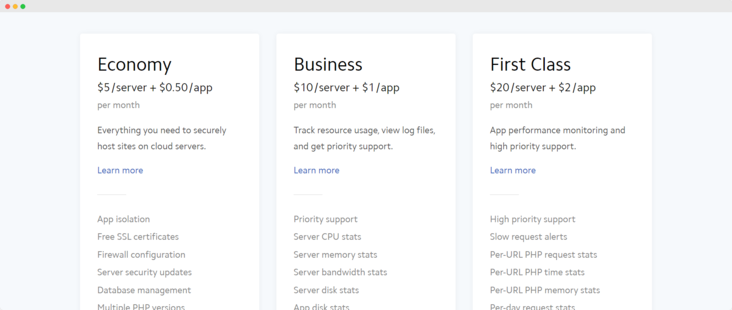 Economy
$5/server + $0.50/app
per month
Everything you need to securely
host sites on cloud servers.
Learn more
App isolation
Free SSL certificates
Firewall configuration
Server security updates
Database management
Multiple PHP versions
Business
$10/server + $1/app
per month
Track resource usage, view log files,
and get priority support.
Learn more
Priority support
Server CPU stats
Server memory stats
Server bandwidth stats
Server disk stats
App disk stats
First Class
$20/server + $2/app
per month
App performance monitoring and
high priority support.
Learn more
High priority support
Slow request alerts
Per-URL PHP request stats
Per-URL PHP time stats
Per-URL PHP memory stats
Per-day request stats